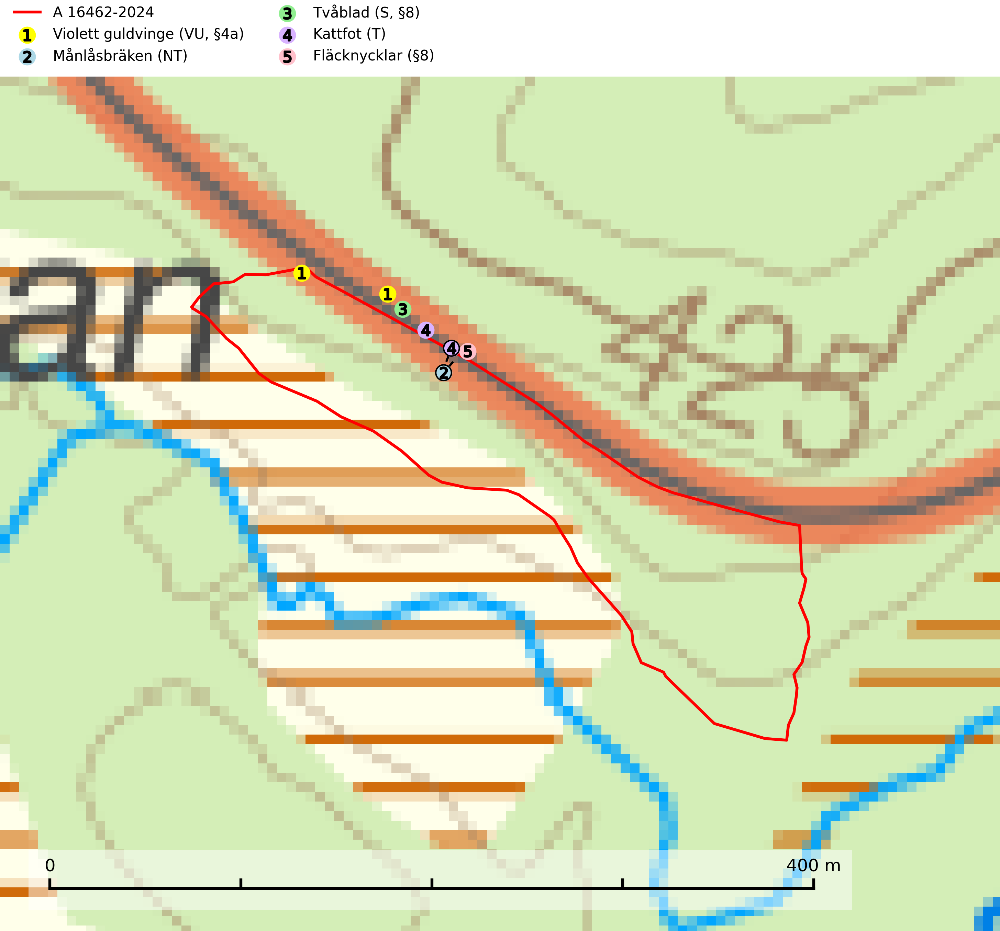 A 16462-2024
1 Violett guldvinge (VU, §4a)
2 Månlåsbräken (NT)
3 Tvåblad (S, §8)
4 Kattfot (T)
5 Fläcknycklar (§8)
an
1
1
3
4
4 5
2
0 400 m